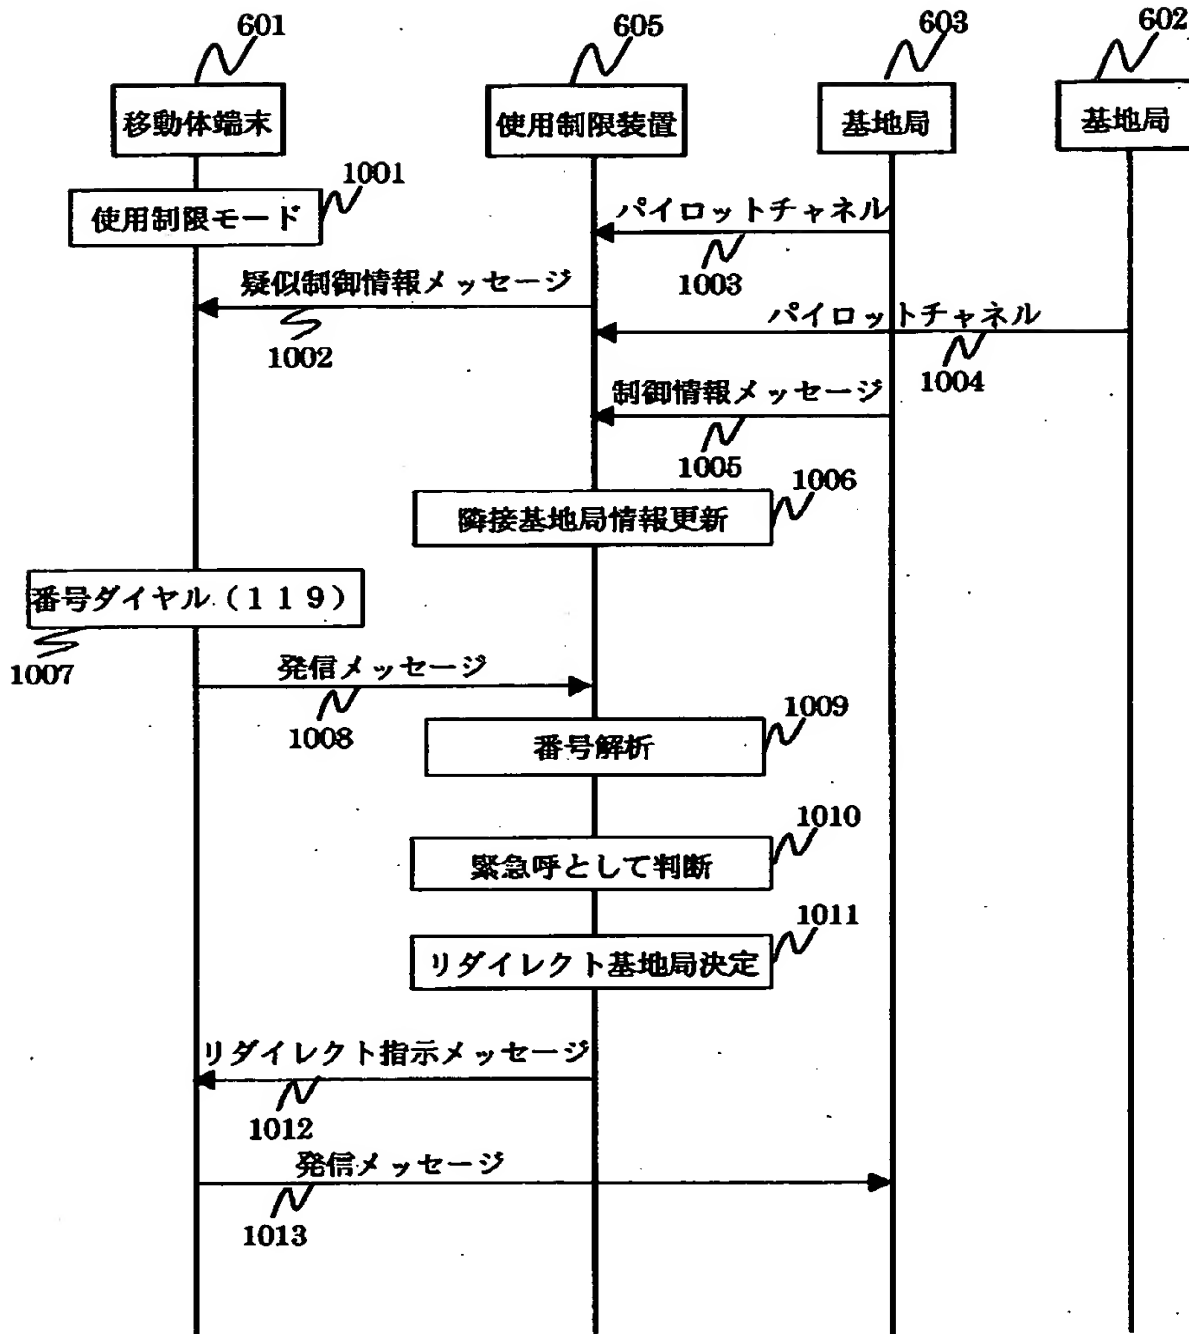 601
605
603
602
移動体端末
使用制限装置
基地局
基地局
1001
使用制限モード
パイロットチャネル
1003
疑似制御情報メッセージ
1002
パイロットチャネル
1004
制御情報メッセージ
1005
1006
隣接基地局情報更新
番号ダイヤル(119)
1007
発信メッセージ
1008
1009
番号解析
1010
緊急呼として判断
1011
リダイレクト基地局決定
リダイレクト指示メッセージ
1012
発信メッセージ
1013